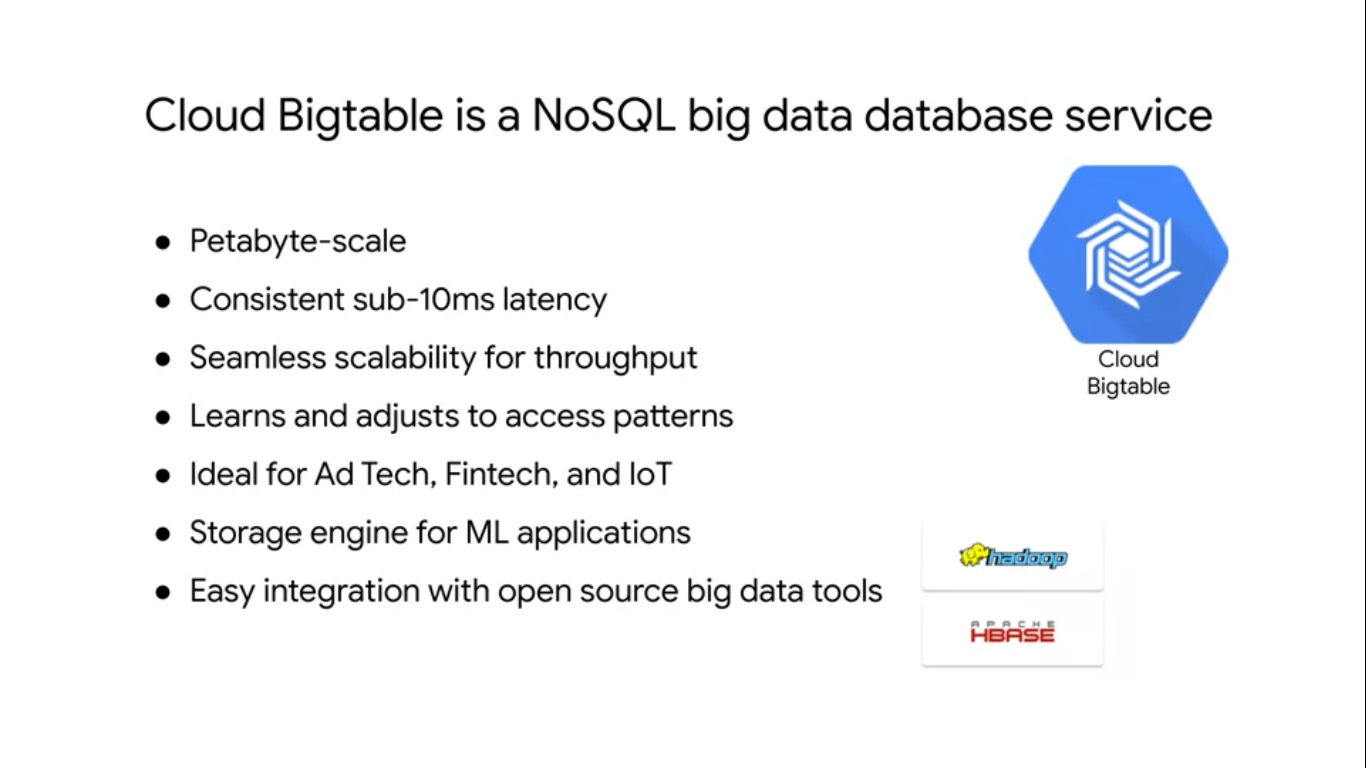 Cloud Bigtable is a NoSQL big data database service
● Petabyte-scale
● Consistent sub-10ms latency
● Seamless scalability for throughput
● Learns and adjusts to access patterns
● Ideal for Ad Tech, Fintech, and IoT
● Storage engine for ML applications
● Easy integration with open source big data tools
Cloud
Bigtable
hadoop
APACHE
HBASE